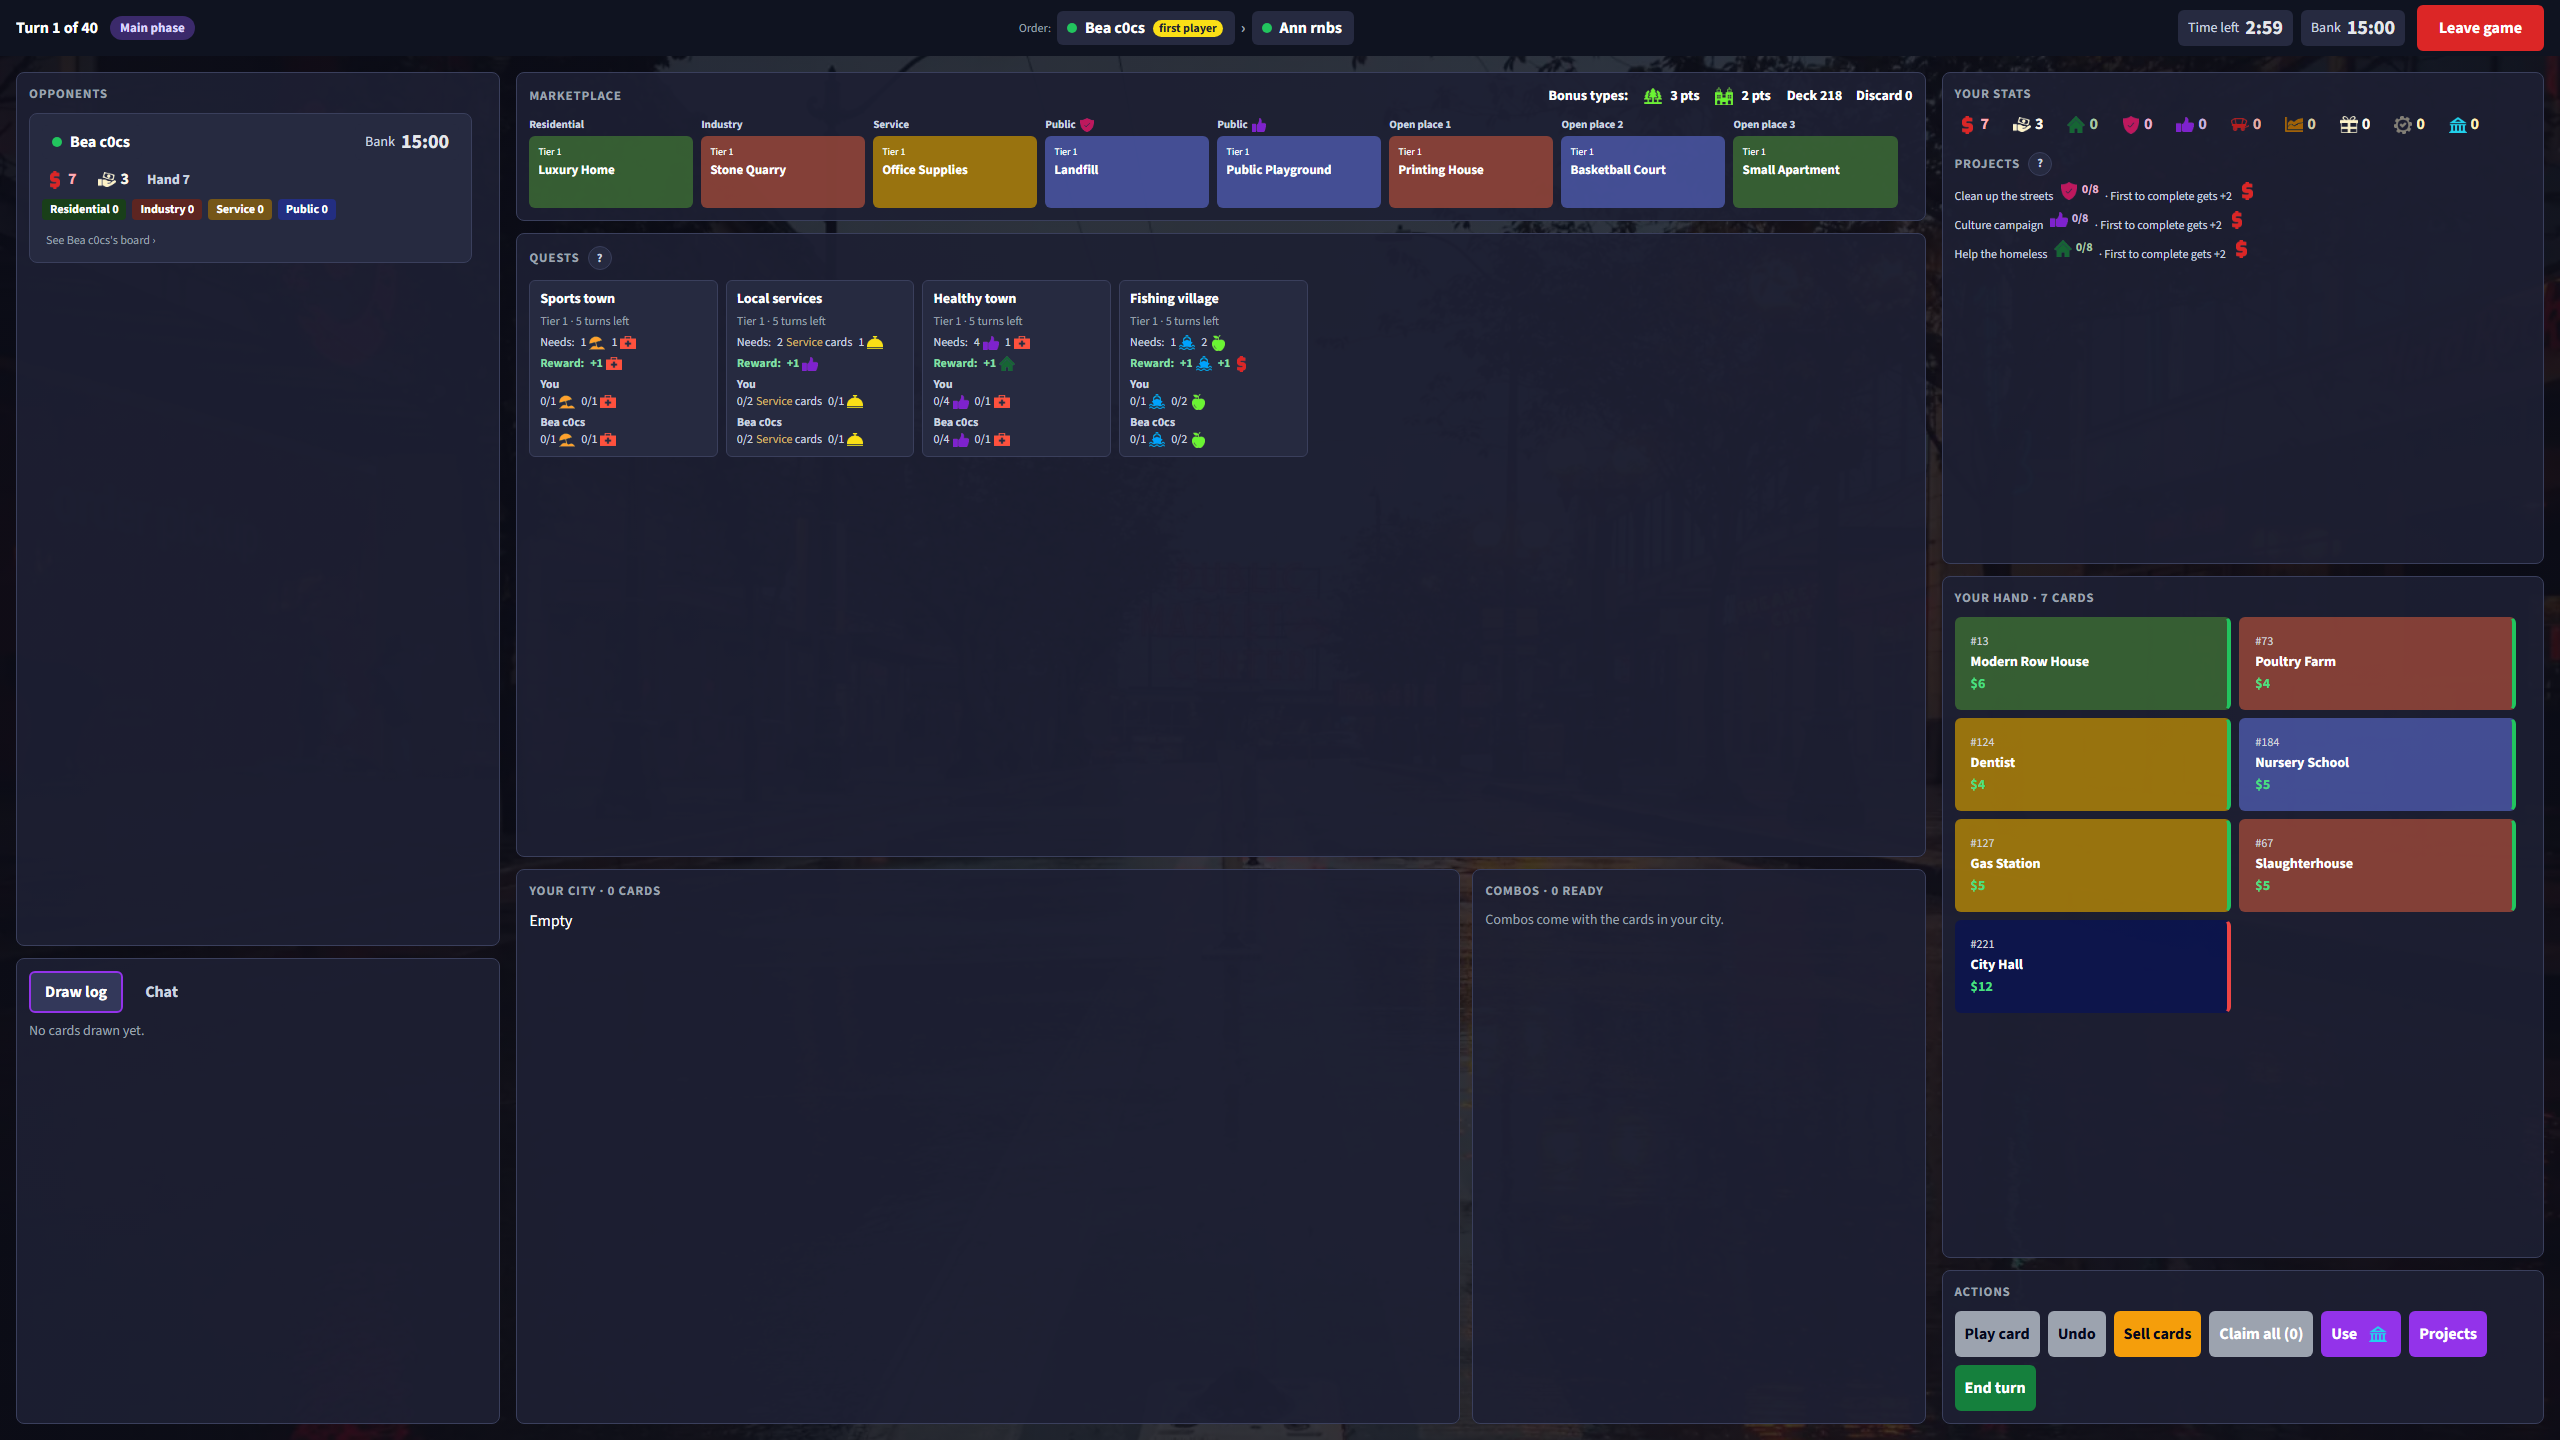 Turn 1 of 40 Main phase
Order: Bea c0cs first player › Ann rnbs
Time left 2:59 Bank 15:00 Leave game
OPPONENTS
Bea c0cs Bank 15:00
7 3 Hand 7
Residential 0 Industry 0 Service 0 Public 0
See Bea c0cs's board ›
Draw log Chat
No cards drawn yet.
MARKETPLACE
Bonus types: 3 pts 2 pts Deck 218 Discard 0
Residential Industry Service Public Public Open place 1 Open place 2 Open place 3
Tier 1 Tier 1 Tier 1 Tier 1 Tier 1 Tier 1 Tier 1 Tier 1
Luxury Home Stone Quarry Office Supplies Landfill Public Playground Printing House Basketball Court Small Apartment
QUESTS ?
Sports town
Tier 1 · 5 turns left
Needs: 1 1
Reward: +1
You
0/1 0/1
Bea c0cs
0/1 0/1
Local services
Tier 1 · 5 turns left
Needs: 2 Service cards 1
Reward: +1
You
0/2 Service cards 0/1
Bea c0cs
0/2 Service cards 0/1
Healthy town
Tier 1 · 5 turns left
Needs: 4 1
Reward: +1
You
0/4 0/1
Bea c0cs
0/4 0/1
Fishing village
Tier 1 · 5 turns left
Needs: 1 2
Reward: +1 +1
You
0/1 0/2
Bea c0cs
0/1 0/2
YOUR CITY · 0 CARDS
Empty
COMBOS · 0 READY
Combos come with the cards in your city.
YOUR STATS
7 3 0 0 0 0 0 0 0 0
PROJECTS ?
Clean up the streets 0/8 · First to complete gets +2
Culture campaign 0/8 · First to complete gets +2
Help the homeless 0/8 · First to complete gets +2
YOUR HAND · 7 CARDS
#13
Modern Row House
$6
#73
Poultry Farm
$4
#124
Dentist
$4
#184
Nursery School
$5
#127
Gas Station
$5
#67
Slaughterhouse
$5
#221
City Hall
$12
ACTIONS
Play card Undo Sell cards Claim all (0) Use Projects
End turn